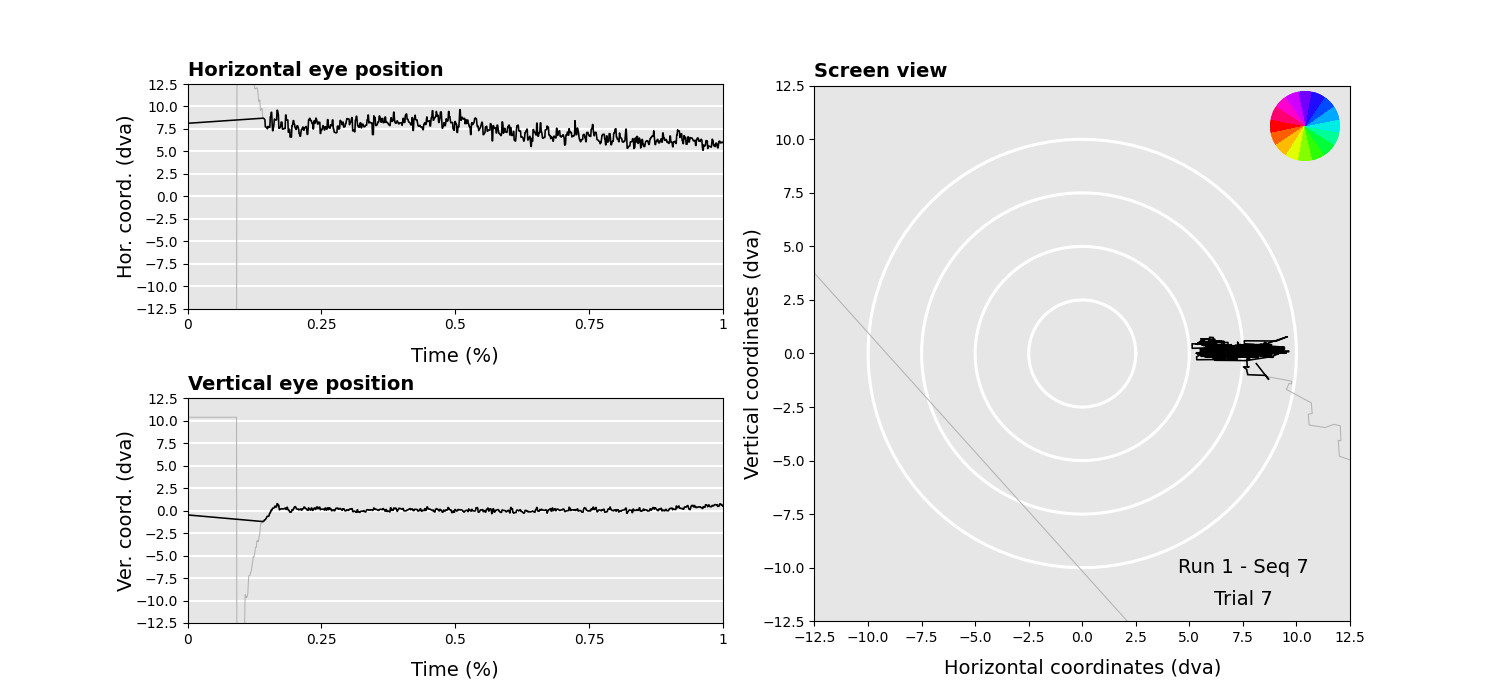 Horizontal eye position
Hor. coord. (dva)
12.5
10.0
7.5
5.0
2.5
0.0
−2.5
−5.0
−7.5
−10.0
−12.5
0 0.25 0.5 0.75 1
Time (%)
Vertical eye position
Ver. coord. (dva)
12.5
10.0
7.5
5.0
2.5
0.0
−2.5
−5.0
−7.5
−10.0
−12.5
0 0.25 0.5 0.75 1
Time (%)
Screen view
Vertical coordinates (dva)
12.5
10.0
7.5
5.0
2.5
0.0
−2.5
−5.0
−7.5
−10.0
−12.5
Run 1 - Seq 7
Trial 7
−12.5 −10.0 −7.5 −5.0 −2.5 0.0 2.5 5.0 7.5 10.0 12.5
Horizontal coordinates (dva)